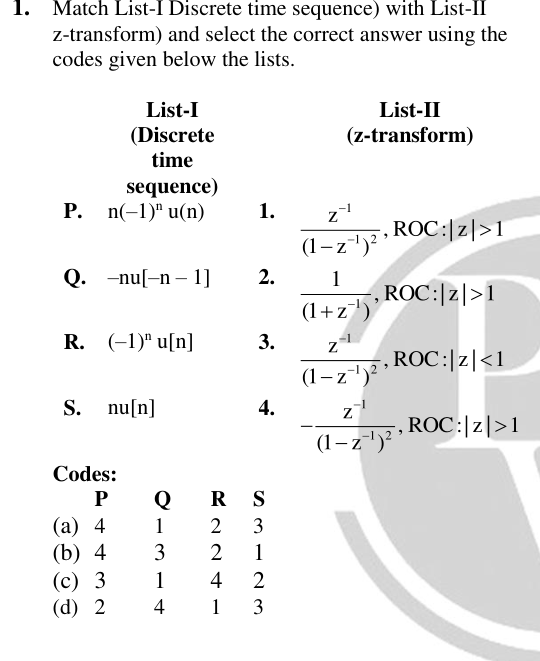 1. Match List-I Discrete time sequence) with List-II
z-transform) and select the correct answer using the
codes given below the lists.
List-I List-II
(Discrete (z-transform)
time
sequence)
P. n(–1)ⁿ u(n) 1. z⁻¹/(1–z⁻¹)², ROC:|z|>1
Q. –nu[–n – 1] 2. 1/(1+z⁻¹), ROC:|z|>1
R. (–1)ⁿ u[n] 3. z⁻¹/(1–z⁻¹)², ROC:|z|<1
S. nu[n] 4. –z⁻¹/(1–z⁻¹)², ROC:|z|>1
Codes:
P Q R S
(a) 4 1 2 3
(b) 4 3 2 1
(c) 3 1 4 2
(d) 2 4 1 3